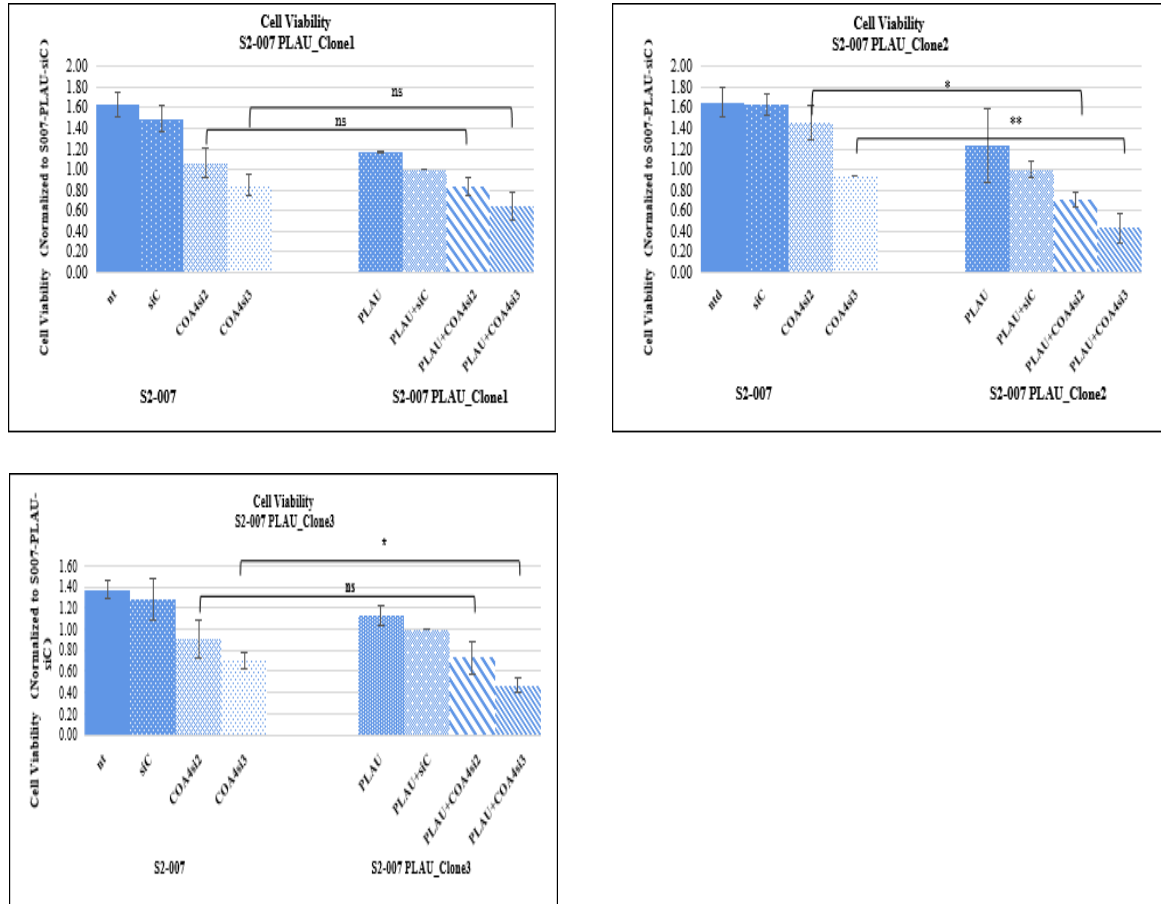 Cell Viability
S2-007 PLAU_Clone1
Cell Viability (Normalized to S007-PLAU-siC )
2.00
1.80
1.60
1.40
1.20
1.00
0.80
0.60
0.40
0.20
0.00
ns
ns
nt
siC
COA4si2
COA4si3
PLAU
PLAU+siC
PLAU+COA4si2
PLAU+COA4si3
S2-007
S2-007 PLAU_Clone1
Cell Viability
S2-007 PLAU_Clone2
Cell Viability (Normalized to S007-PLAU-siC )
2.00
1.80
1.60
1.40
1.20
1.00
0.80
0.60
0.40
0.20
0.00
*
**
ntd
siC
COA4si2
COA4si3
PLAU
PLAU+siC
PLAU+COA4si2
PLAU+COA4si3
S2-007
S2-007 PLAU_Clone2
Cell Viability
S2-007 PLAU_Clone3
Cell Viability (Normalized to S007-PLAU-
siC )
1.60
1.40
1.20
1.00
0.80
0.60
0.40
0.20
0.00
*
ns
nt
siC
COA4si2
COA4si3
PLAU
PLAU+siC
PLAU+COA4si2
PLAU+COA4si3
S2-007
S2-007 PLAU_Clone3